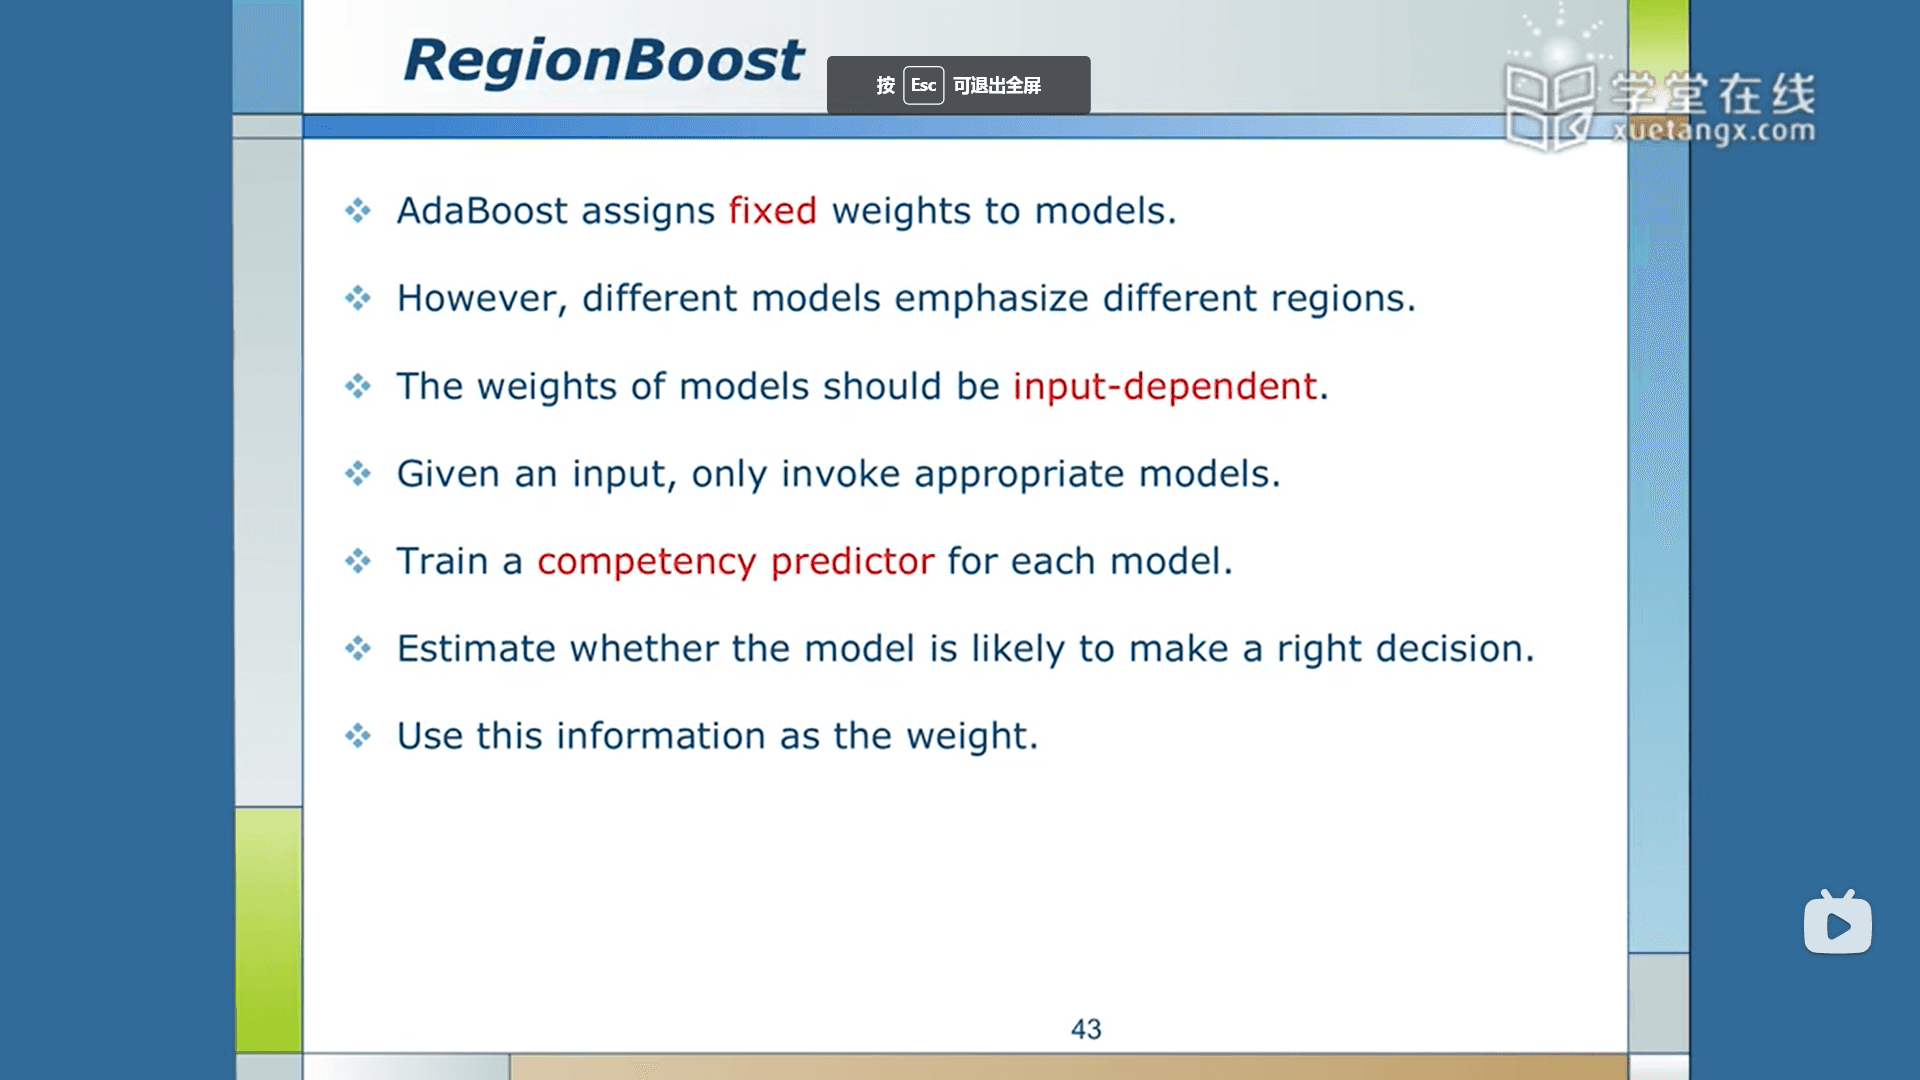 RegionBoost
按 Esc 可退出全屏
学堂在线
xuetangx.com
AdaBoost assigns fixed weights to models.
However, different models emphasize different regions.
The weights of models should be input-dependent.
Given an input, only invoke appropriate models.
Train a competency predictor for each model.
Estimate whether the model is likely to make a right decision.
Use this information as the weight.
43